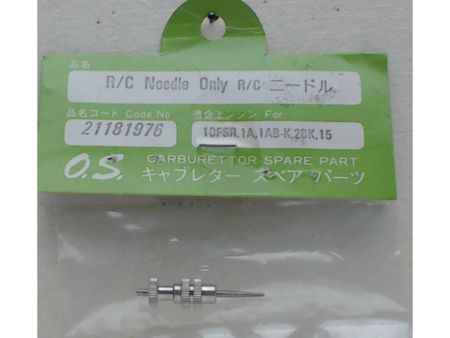 品名
R/C Needle Only R/C ニードル
品名コード Code No 適合エンジン For
21181976 10FSR,1A,1AB-K,2BK,15
O.S. CARBURETTOR SPARE PART
キャブレター スペア パーツ